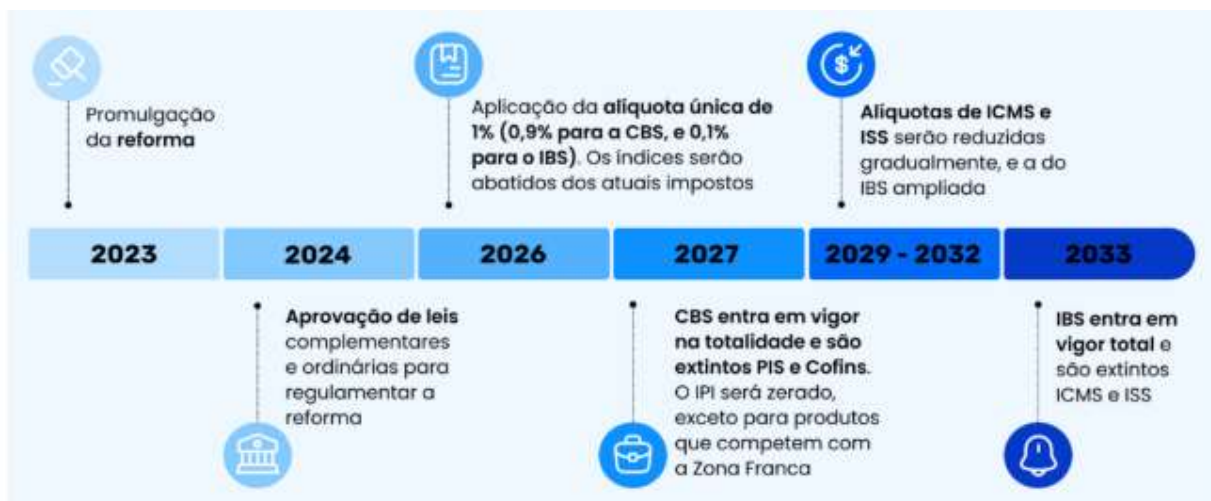 Promulgação
da reforma
Aplicação da alíquota única de
1% (0,9% para a CBS, e 0,1%
para o IBS). Os índices serão
abatidos dos atuais impostos
Alíquotas de ICMS e
ISS serão reduzidas
gradualmente, e a do
IBS ampliada
2023
2024
2026
2027
2029 - 2032
2033
Aprovação de leis
complementares
e ordinárias para
regulamentar a
reforma
CBS entra em vigor
na totalidade e são
extintos PIS e Cofins.
O IPI será zerado,
exceto para produtos
que competem com
a Zona Franca
IBS entra em
vigor total e
são extintos
ICMS e ISS